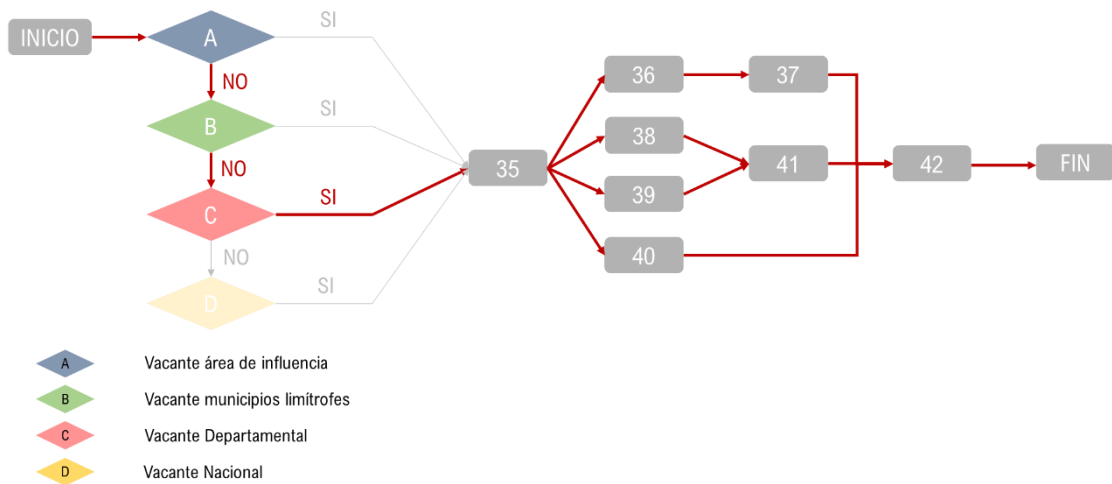 INICIO
A
SI
NO
B
SI
NO
C
SI
NO
D
SI
35
36
37
38
39
41
40
42
FIN
A Vacante área de influencia
B Vacante municipios limítrofes
C Vacante Departamental
D Vacante Nacional